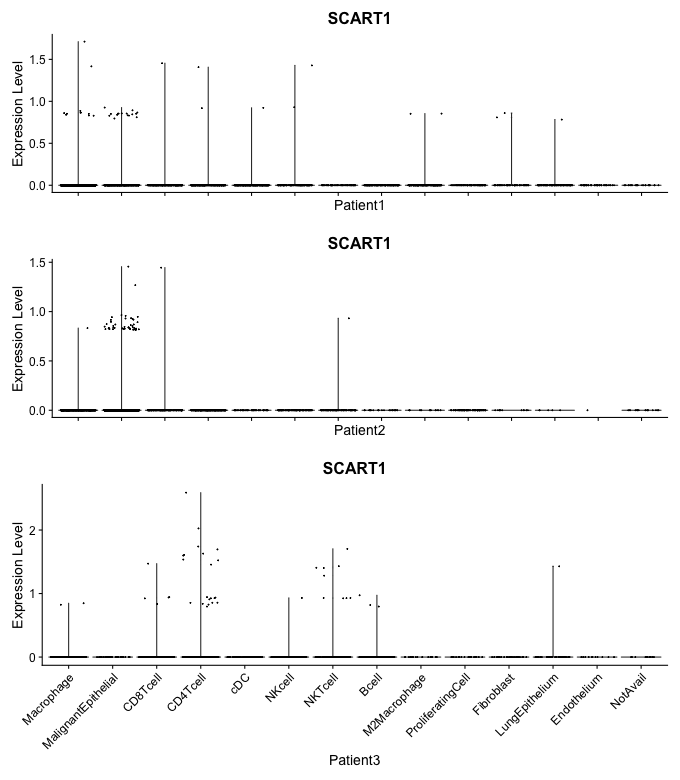 SCART1
Expression Level
1.5
1.0
0.5
0.0
Patient1
SCART1
Expression Level
1.5
1.0
0.5
0.0
Patient2
SCART1
Expression Level
2
1
0
Macrophage
MalignantEpithelial
CD8Tcell
CD4Tcell
cDC
NKcell
NKTcell
Bcell
M2Macrophage
ProliferatingCell
Fibroblast
LungEpithelium
Endothelium
NotAvail
Patient3